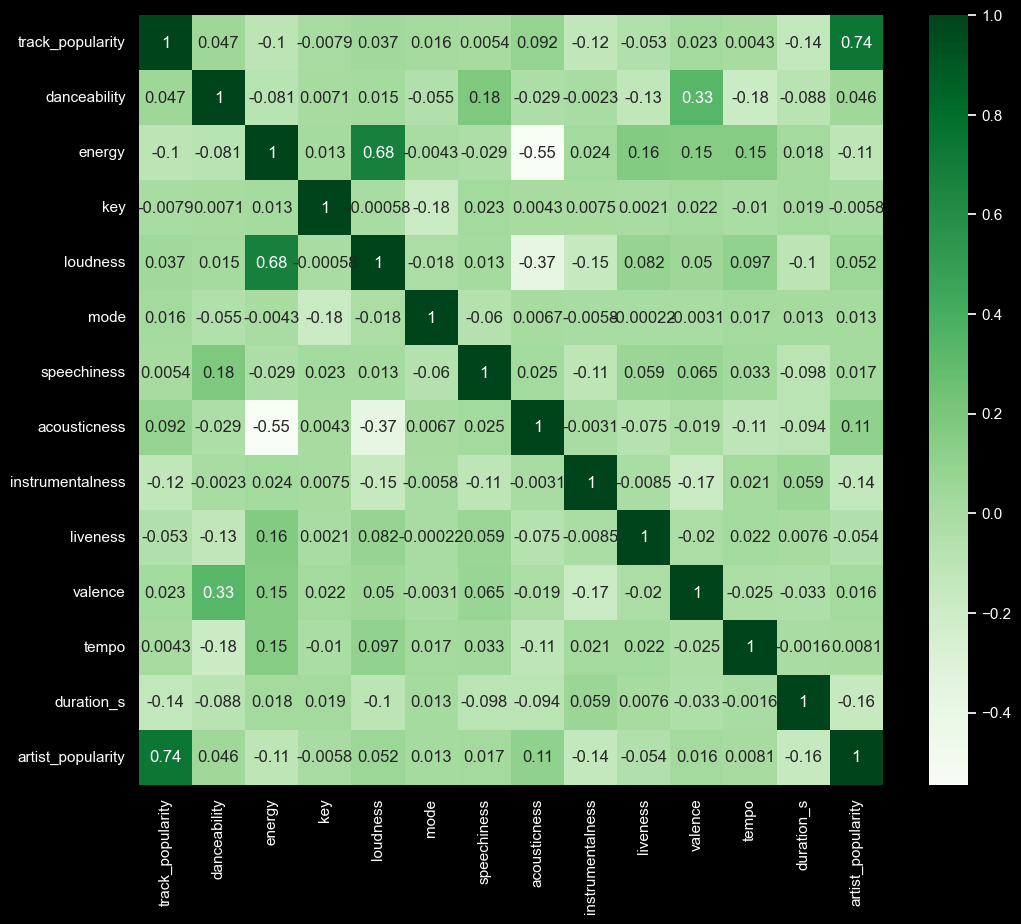 track_popularity 1 0.047 -0.1 -0.0079 0.037 0.016 0.0054 0.092 -0.12 -0.053 0.023 0.0043 -0.14 0.74
danceability 0.047 1 -0.081 0.0071 0.015 -0.055 0.18 -0.029 -0.0023 -0.13 0.33 -0.18 -0.088 0.046
energy -0.1 -0.081 1 0.013 0.68 -0.0043 -0.029 -0.55 0.024 0.16 0.15 0.15 0.018 -0.11
key -0.0079 0.0071 0.013 1 -0.00058 -0.18 0.023 0.0043 0.0075 0.0021 0.022 -0.01 0.019 -0.0058
loudness 0.037 0.015 0.68 -0.00058 1 -0.018 0.013 -0.37 -0.15 0.082 0.05 0.097 -0.1 0.052
mode 0.016 -0.055 -0.0043 -0.18 -0.018 1 -0.06 0.0067 -0.0058 -0.00022 -0.0031 0.017 0.013 0.013
speechiness 0.0054 0.18 -0.029 0.023 0.013 -0.06 1 0.025 -0.11 0.059 0.065 0.033 -0.098 0.017
acousticness 0.092 -0.029 -0.55 0.0043 -0.37 0.0067 0.025 1 -0.0031 -0.075 -0.019 -0.11 -0.094 0.11
instrumentalness -0.12 -0.0023 0.024 0.0075 -0.15 -0.0058 -0.11 -0.0031 1 -0.0085 -0.17 0.021 0.059 -0.14
liveness -0.053 -0.13 0.16 0.0021 0.082 -0.00022 0.059 -0.075 -0.0085 1 -0.02 0.022 0.0076 -0.054
valence 0.023 0.33 0.15 0.022 0.05 -0.0031 0.065 -0.019 -0.17 -0.02 1 -0.025 -0.033 0.016
tempo 0.0043 -0.18 0.15 -0.01 0.097 0.017 0.033 -0.11 0.021 0.022 -0.025 1 -0.0016 0.0081
duration_s -0.14 -0.088 0.018 0.019 -0.1 0.013 -0.098 -0.094 0.059 0.0076 -0.033 -0.0016 1 -0.16
artist_popularity 0.74 0.046 -0.11 -0.0058 0.052 0.013 0.017 0.11 -0.14 -0.054 0.016 0.0081 -0.16 1
track_popularity
danceability
energy
key
loudness
mode
speechiness
acousticness
instrumentalness
liveness
valence
tempo
duration_s
artist_popularity
1.0
0.8
0.6
0.4
0.2
0.0
−0.2
−0.4